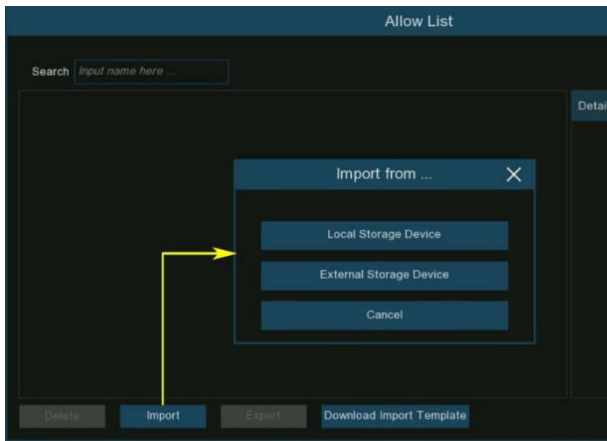 Allow List
Search Input name here ...
Detai
Import from ...
Local Storage Device
External Storage Device
Cancel
Delete Import Export Download Import Template